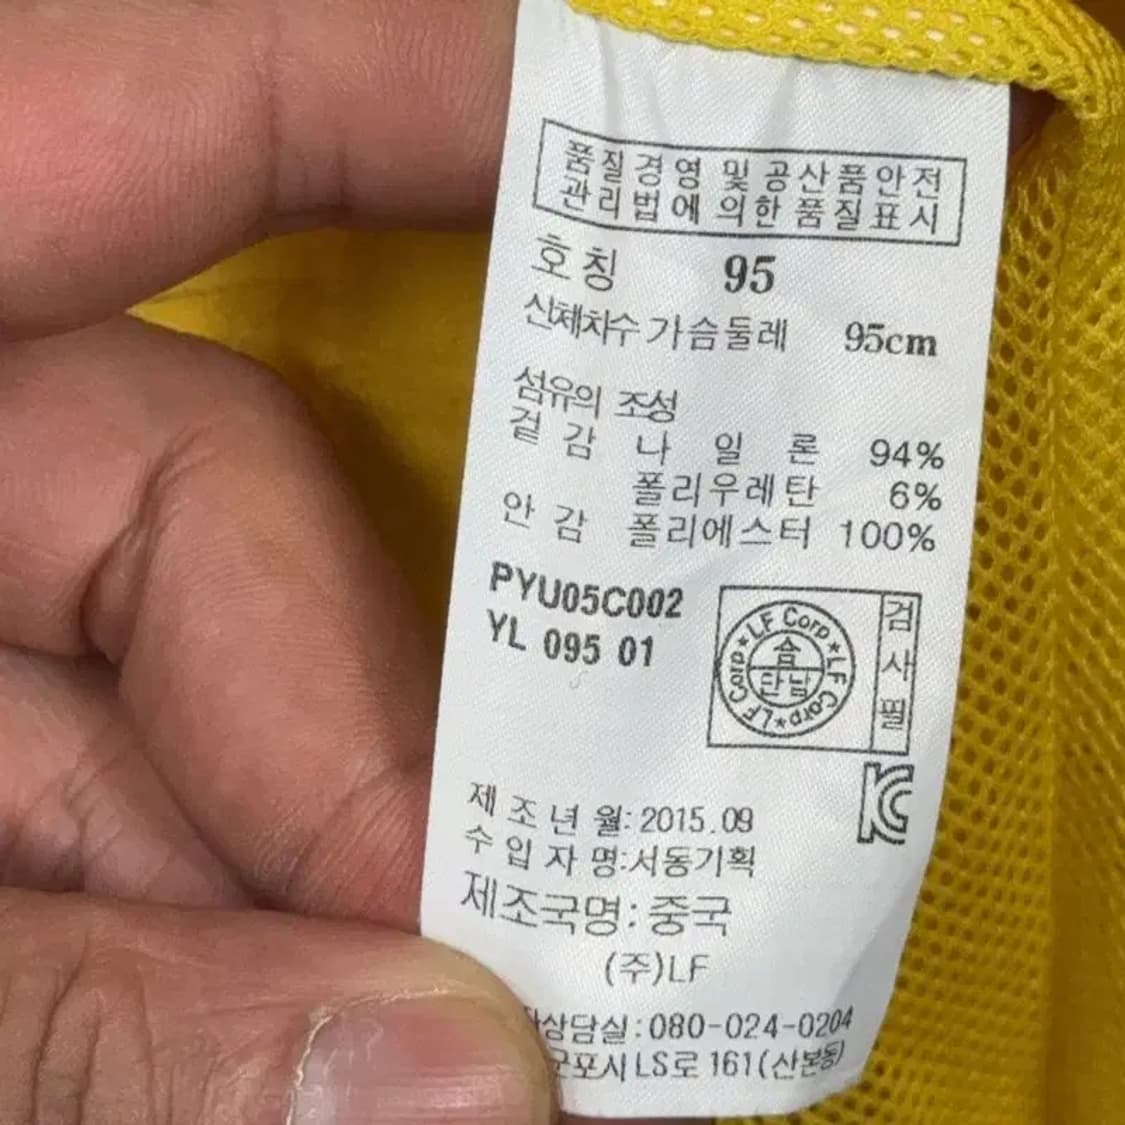 품질경영 및 공산품안전
관리법에 의한 품질표시
호칭 95
신체치수 가슴둘레 95cm
섬유의 조성
겉감 나일론 94%
폴리우레탄 6%
안감 폴리에스터 100%
PYU05C002
YL 095 01
LF Corp★LF Corp★LF Corp★
합
단납
검사필
KC
제조년월: 2015.09
수입자명:서동기획
제조국명: 중국
(주)LF
상담실:080-024-0204
군포시 LS로 161(산본동)